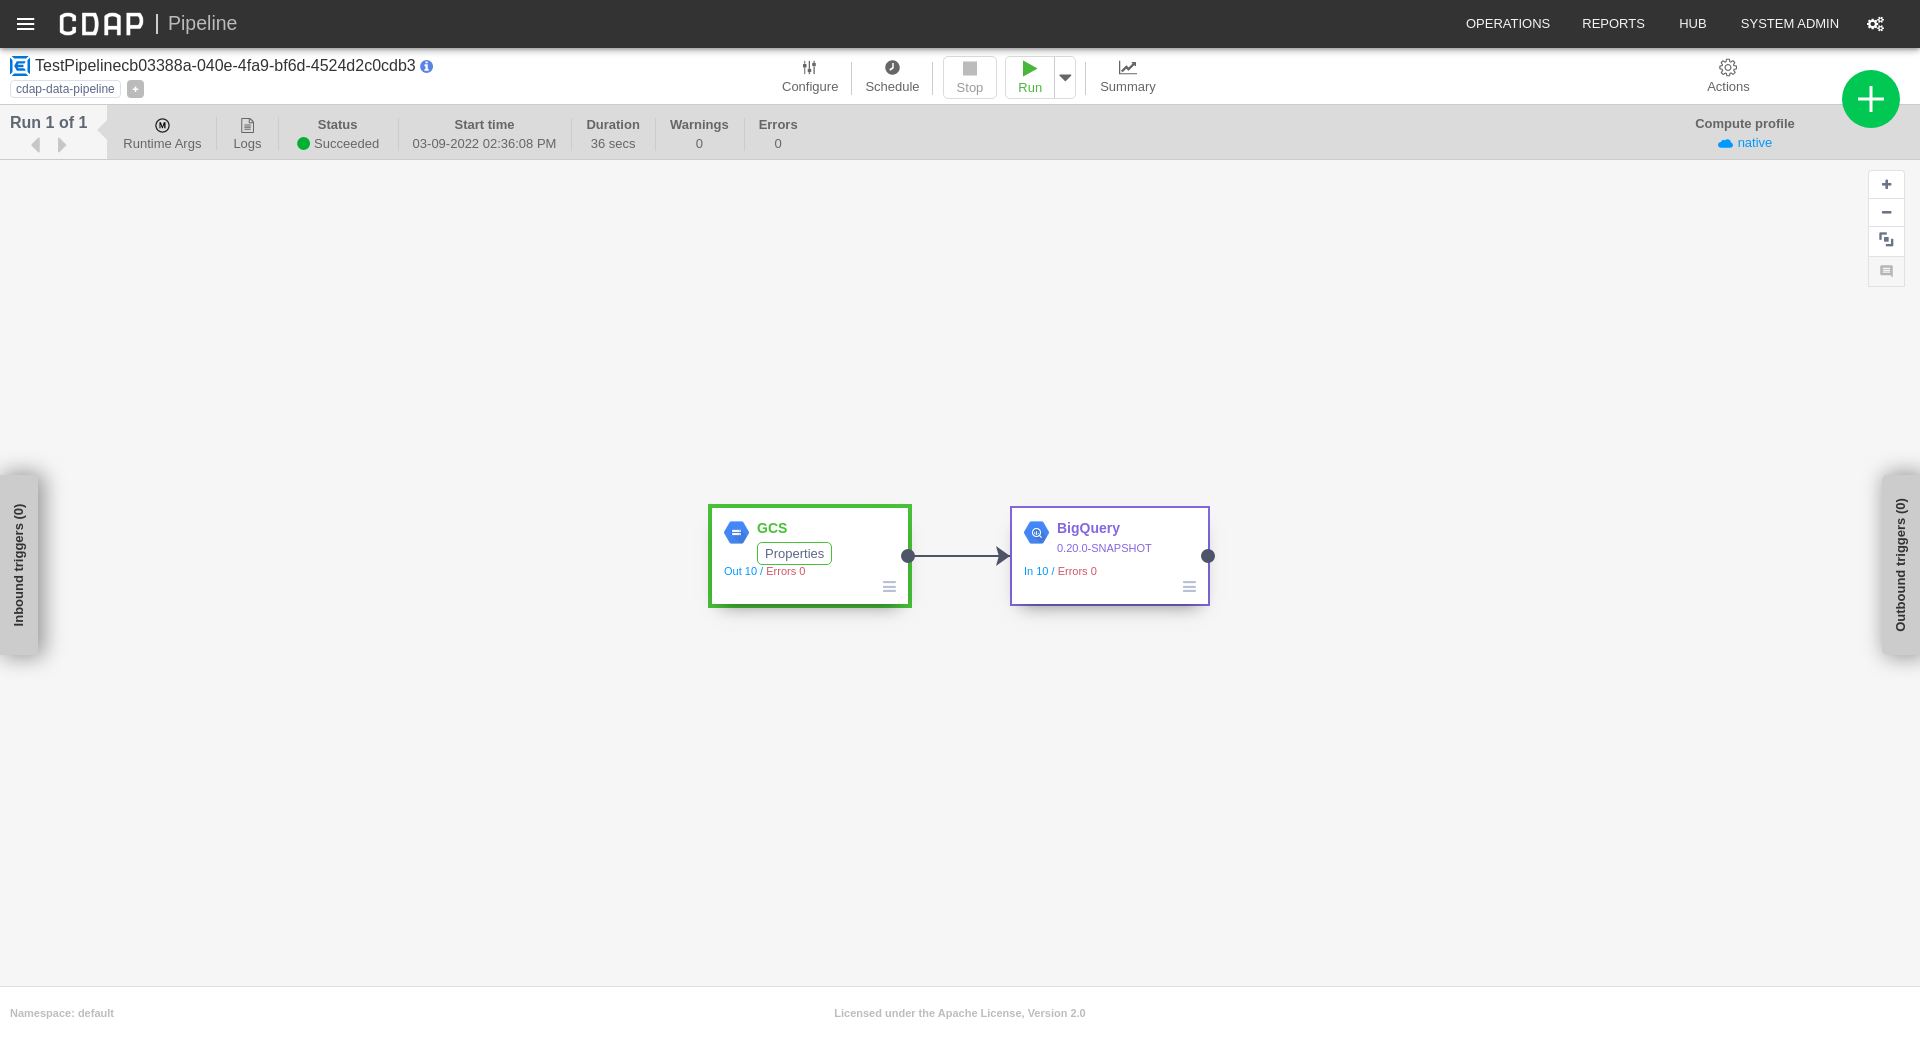 CDAP | Pipeline
OPERATIONS REPORTS HUB SYSTEM ADMIN
TestPipelinecb03388a-040e-4fa9-bf6d-4524d2c0cdb3
cdap-data-pipeline +
Configure Schedule Stop Run Summary Actions
Run 1 of 1
Runtime Args
Logs
Status
Succeeded
Start time
03-09-2022 02:36:08 PM
Duration
36 secs
Warnings
0
Errors
0
Compute profile
native
Inbound triggers (0)
GCS
Properties
Out 10 / Errors 0
BigQuery
0.20.0-SNAPSHOT
In 10 / Errors 0
Outbound triggers (0)
Namespace: default
Licensed under the Apache License, Version 2.0